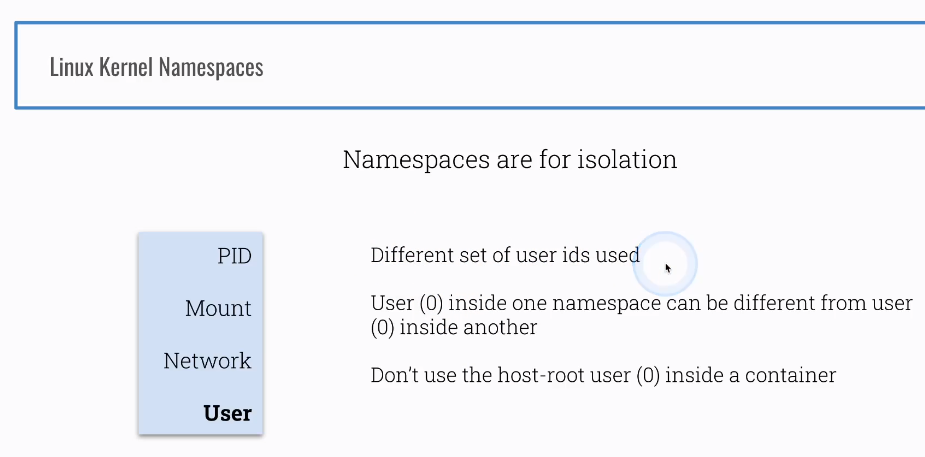 Linux Kernel Namespaces
Namespaces are for isolation
PID
Mount
Network
User
Different set of user ids used
User (0) inside one namespace can be different from user
(0) inside another
Don’t use the host-root user (0) inside a container